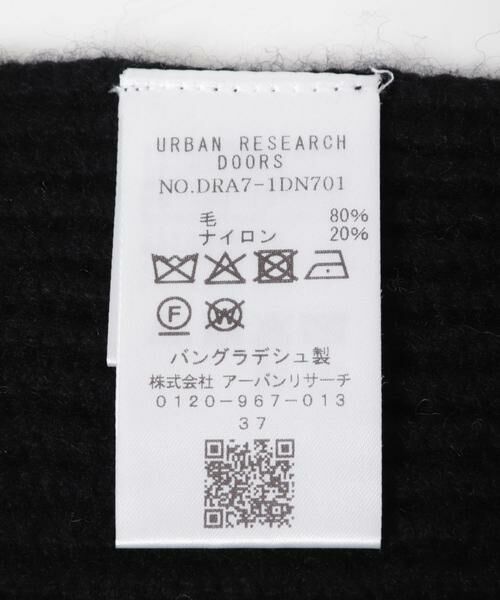 URBAN RESEARCH
DOORS
NO.DRA7-1DN701
毛 80%
ナイロン 20%
F W
バングラデシュ製
株式会社 アーバンリサーチ
0120-967-013
37